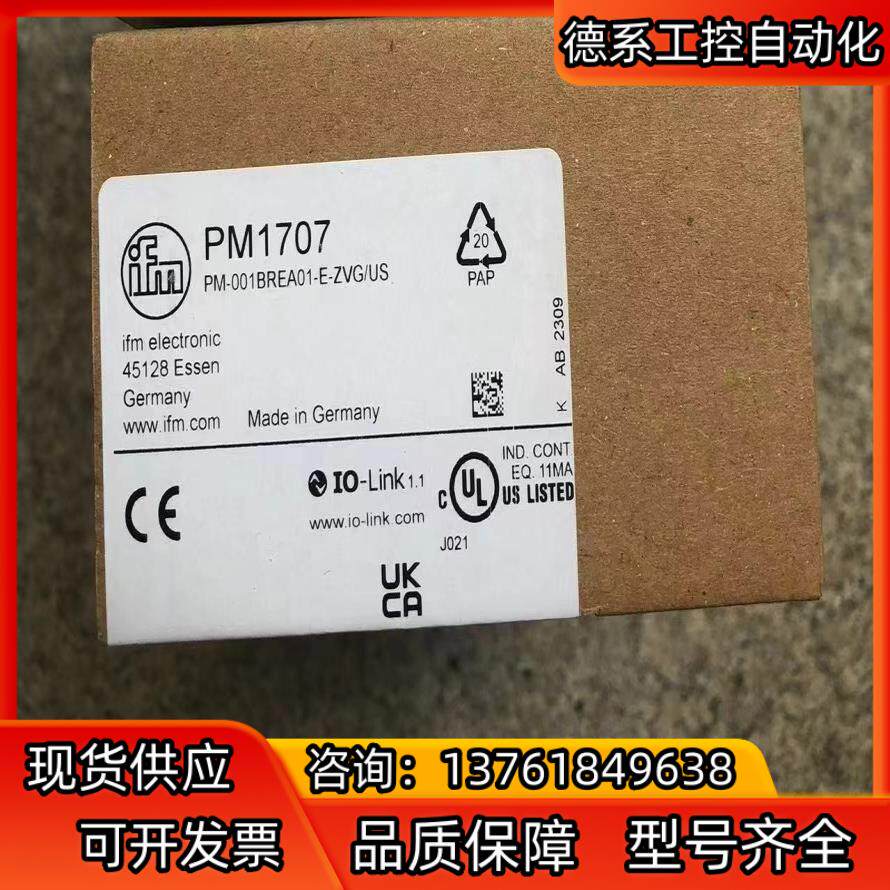 德系工控自动化
ifm
PM1707
PM-001BREA01-E-ZVG/US
20
PAP
ifm electronic
45128 Essen
Germany
www.ifm.com
Made in Germany
K AB 2309
IO-Link 1.1
www.io-link.com
IND. CONT.
EQ. 11MA
c UL US LISTED
J021
CE
UK
CA
现货供应
咨询：13761849638
可开发票
品质保障
型号齐全